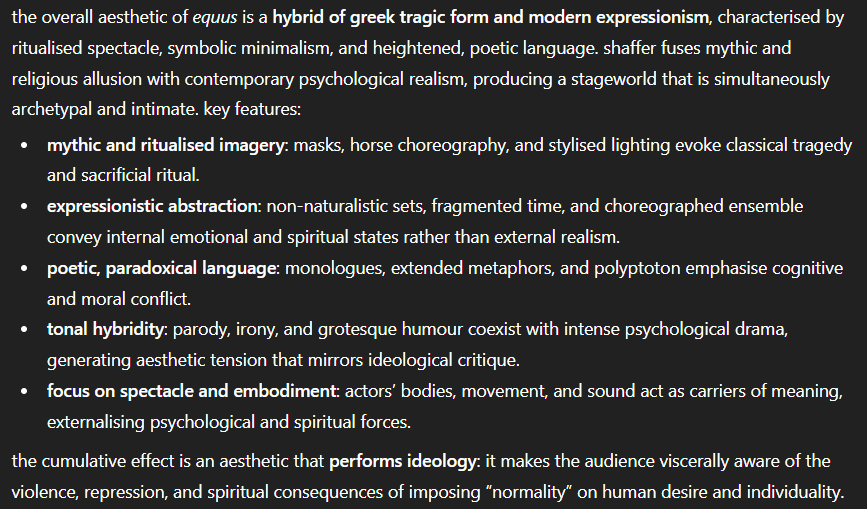 the overall aesthetic of equus is a hybrid of greek tragic form and modern expressionism, characterised by
ritualised spectacle, symbolic minimalism, and heightened, poetic language. shaffer fuses mythic and
religious allusion with contemporary psychological realism, producing a stageworld that is simultaneously
archetypal and intimate. key features:
• mythic and ritualised imagery: masks, horse choreography, and stylised lighting evoke classical tragedy
and sacrificial ritual.
• expressionistic abstraction: non-naturalistic sets, fragmented time, and choreographed ensemble
convey internal emotional and spiritual states rather than external realism.
• poetic, paradoxical language: monologues, extended metaphors, and polyptoton emphasise cognitive
and moral conflict.
• tonal hybridity: parody, irony, and grotesque humour coexist with intense psychological drama,
generating aesthetic tension that mirrors ideological critique.
• focus on spectacle and embodiment: actors’ bodies, movement, and sound act as carriers of meaning,
externalising psychological and spiritual forces.
the cumulative effect is an aesthetic that performs ideology: it makes the audience viscerally aware of the
violence, repression, and spiritual consequences of imposing “normality” on human desire and individuality.